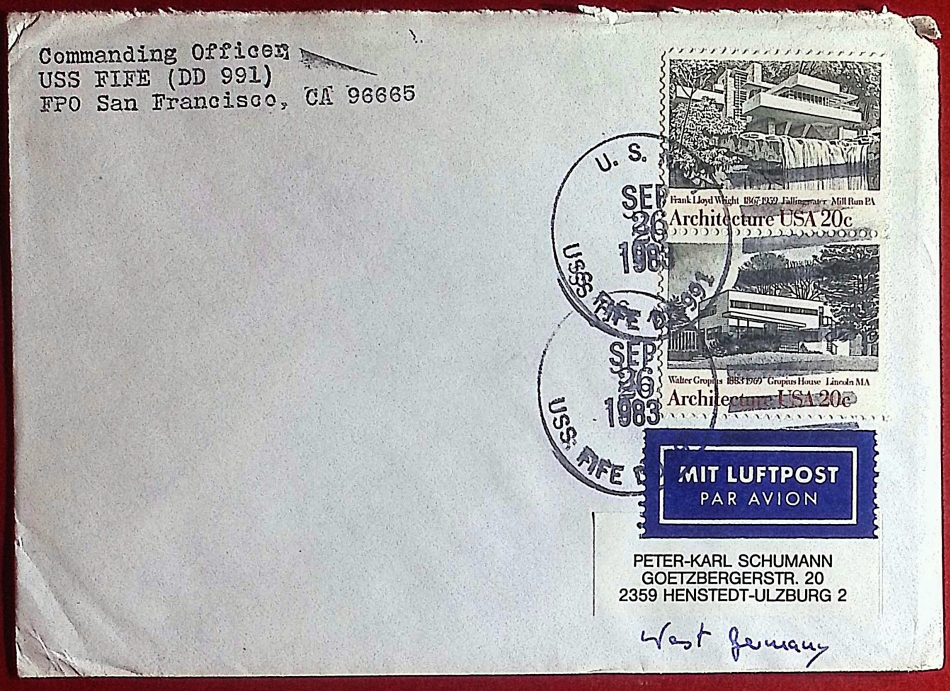 Commanding Officer
USS FIFE (DD 991)
FPO San Francisco, CA 96665
Frank Lloyd Wright 1867-1959 Fallingwater Mill Run PA
Architecture USA 20c
Walter Gropius 1883-1969 Gropius House Lincoln MA
Architecture USA 20c
U. S.
SEP
26
1983
USS FIFE DD 991
SEP
26
1983
USS FIFE
MIT LUFTPOST
PAR AVION
PETER-KARL SCHUMANN
GOETZBERGERSTR. 20
2359 HENSTEDT-ULZBURG 2
West Germany